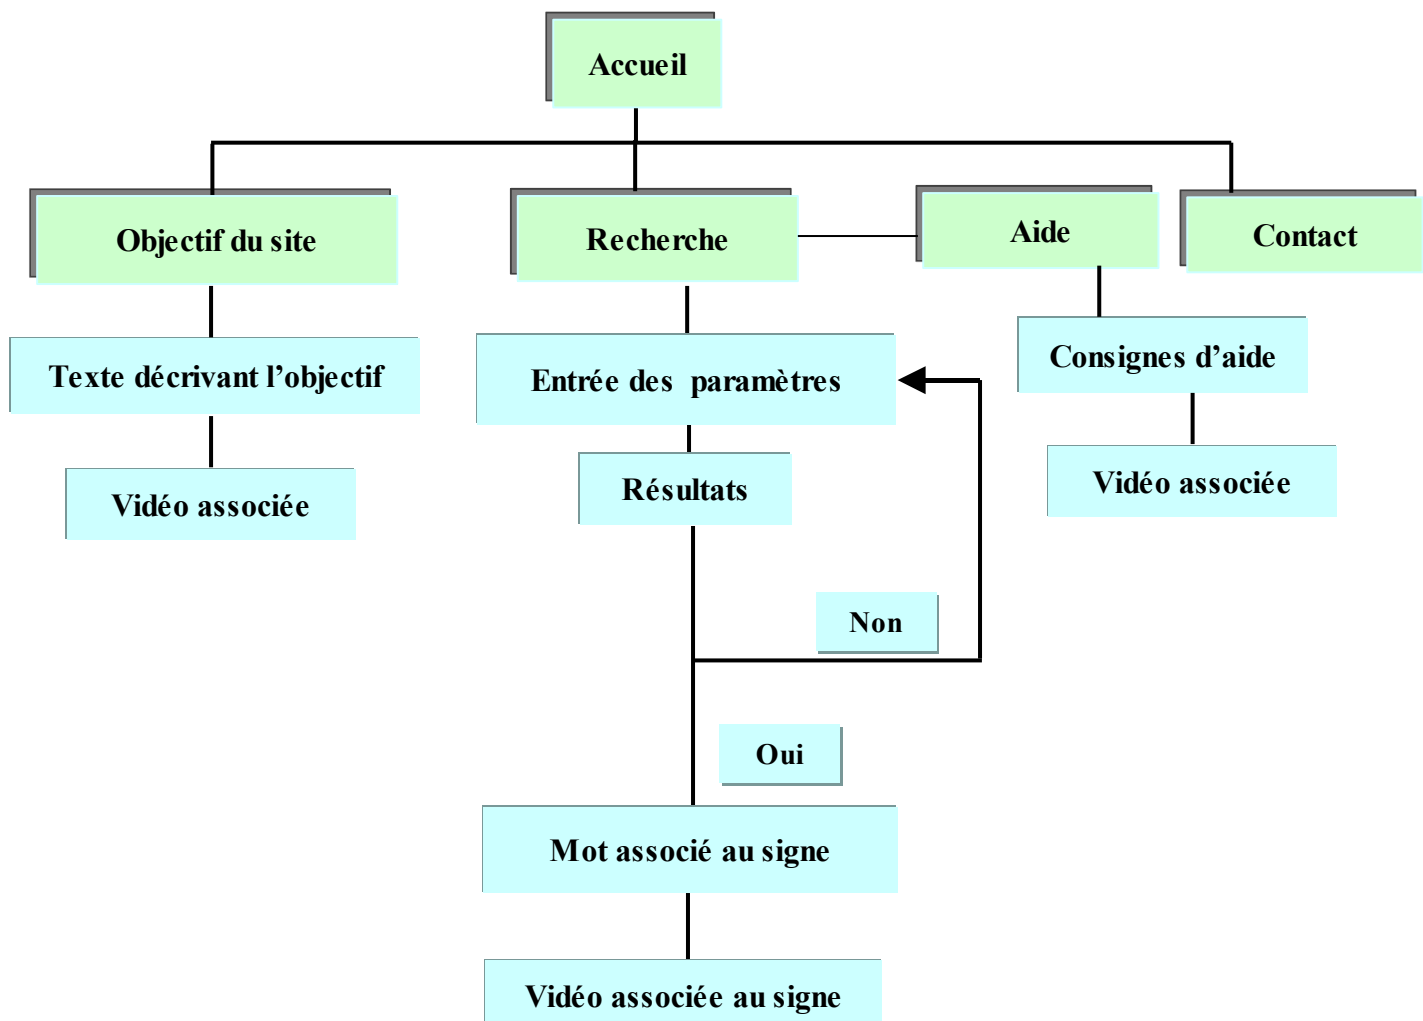 Accueil
Objectif du site
Recherche
Aide
Contact
Texte décrivant l’objectif
Entrée des paramètres
Consignes d’aide
Vidéo associée
Résultats
Vidéo associée
Non
Oui
Mot associé au signe
Vidéo associée au signe